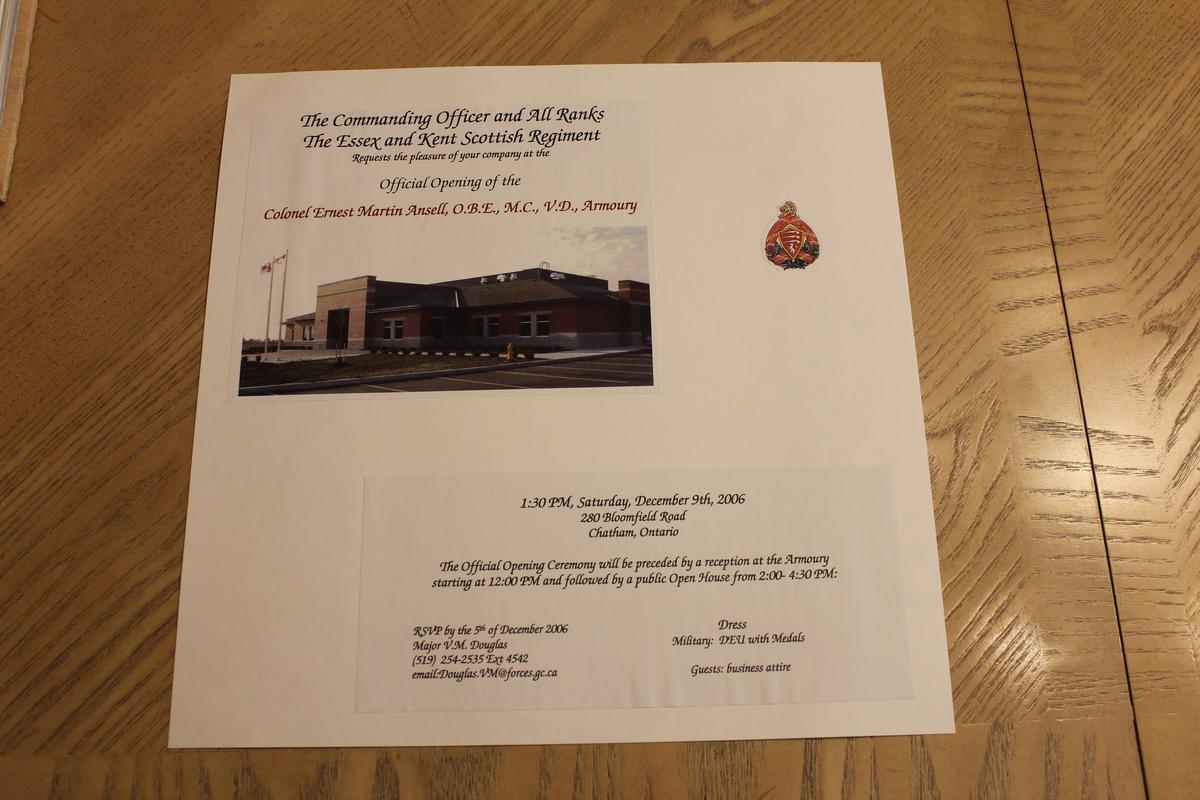 The Commanding Officer and All Ranks
The Essex and Kent Scottish Regiment
Requests the pleasure of your company at the
Official Opening of the
Colonel Ernest Martin Ansell, O.B.E., M.C., V.D., Armoury
1:30 PM, Saturday, December 9th, 2006
280 Bloomfield Road
Chatham, Ontario
The Official Opening Ceremony will be preceded by a reception at the Armoury
starting at 12:00 PM and followed by a public Open House from 2:00- 4:30 PM:
RSVP by the 5th of December 2006
Major V.M. Douglas
(519) 254-2535 Ext 4542
email:Douglas.VM@forces.gc.ca
Dress
Military: DEU with Medals
Guests: business attire